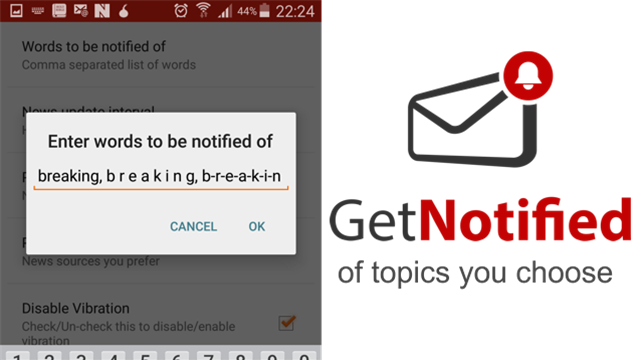 44% 22:24
Words to be notified of
Comma separated list of words
News update interval
Enter words to be notified of
breaking, b r e a k i n g, b-r-e-a-k-i-n
CANCEL OK
News sources you prefer
Disable Vibration
Check/Un-check this to disable/enable
vibration
1 2 3 4 5 6 7 8 9 0
GetNotified
of topics you choose